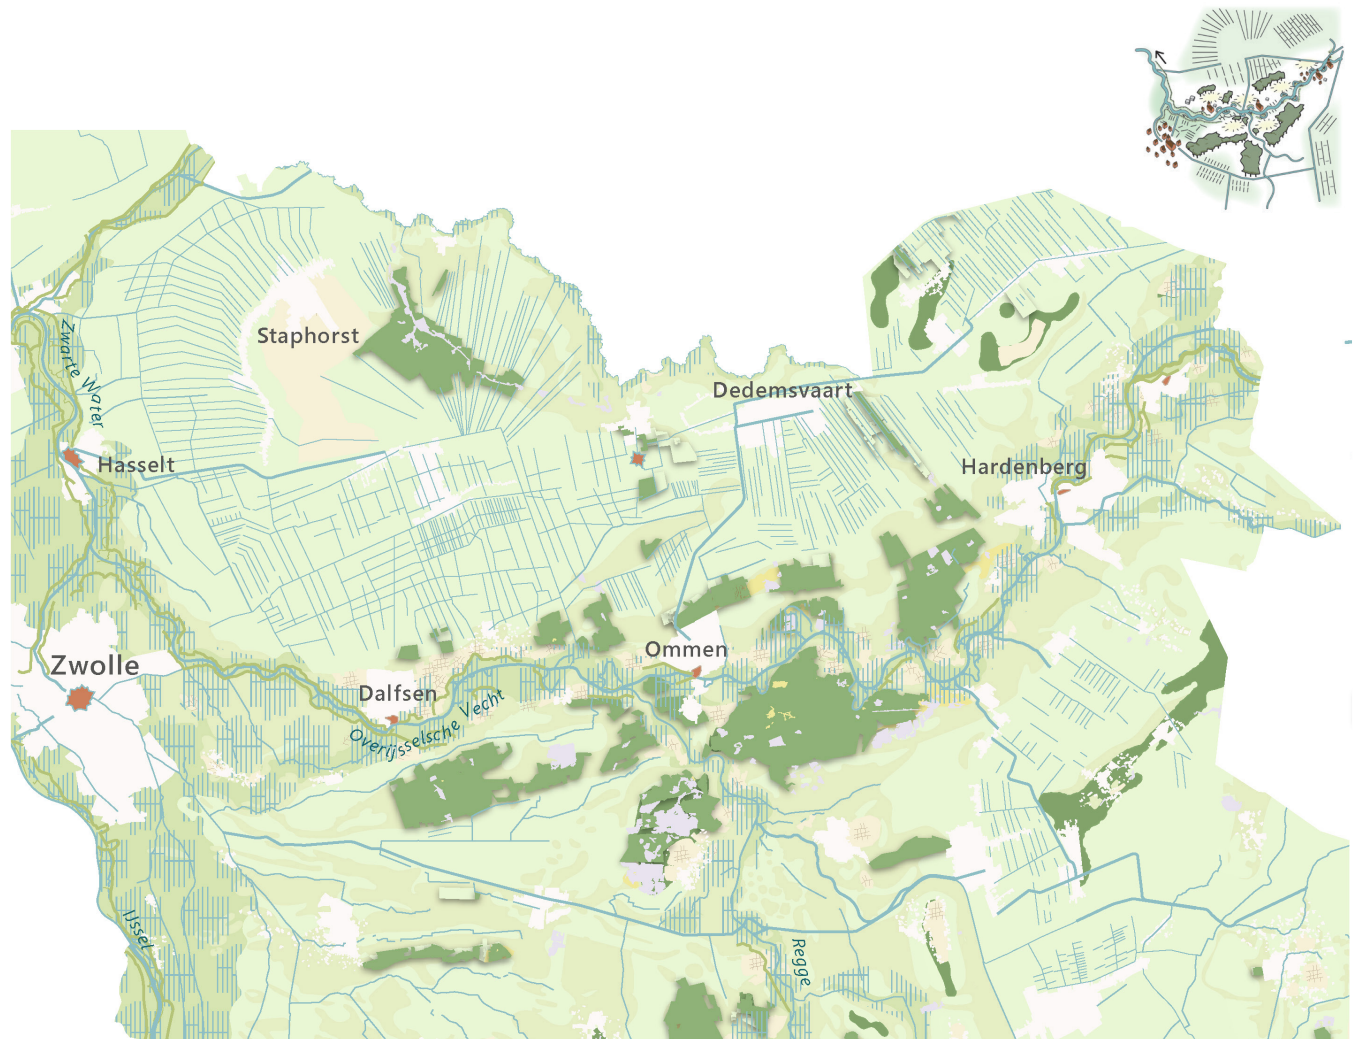 Staphorst
Zwarte Water
Dedemsvaart
Hasselt
Hardenberg
Ommen
Zwolle
Dalfsen
Overijsselsche Vecht
IJssel
Regge